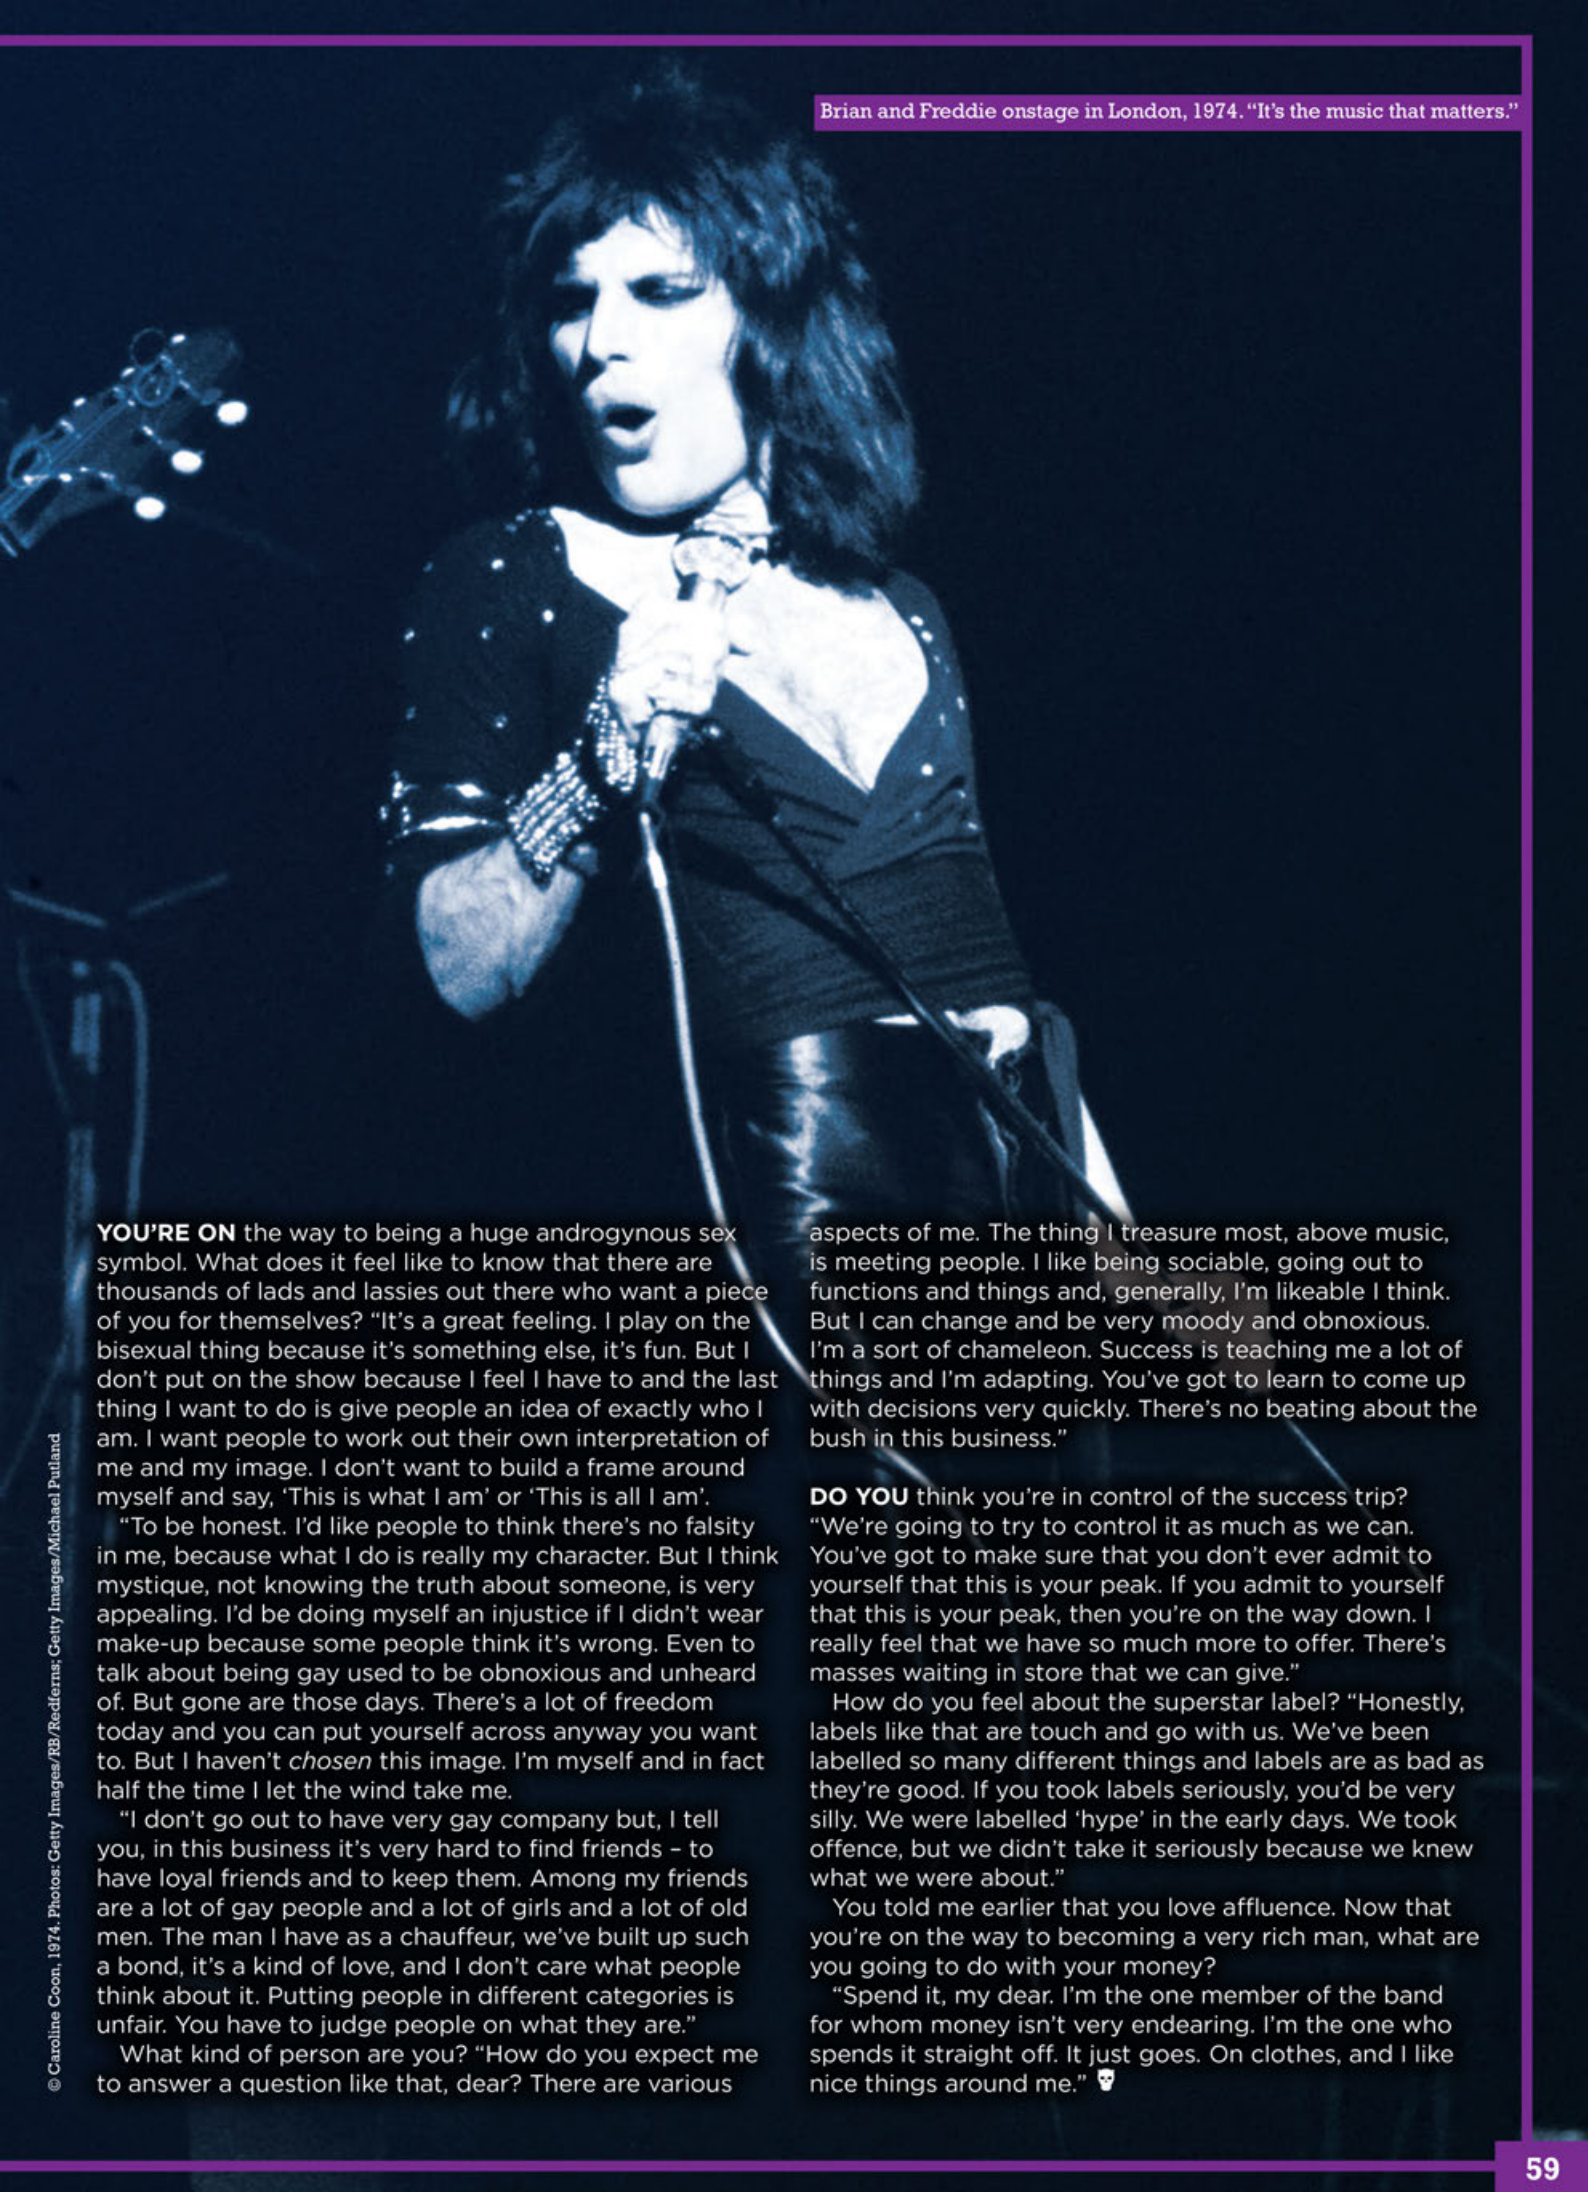 Brian and Freddie onstage in London, 1974. “It’s the music that matters.”
YOU’RE ON the way to being a huge androgynous sex
symbol. What does it feel like to know that there are
thousands of lads and lassies out there who want a piece
of you for themselves? “It’s a great feeling. I play on the
bisexual thing because it’s something else, it’s fun. But I
don’t put on the show because I feel I have to and the last
thing I want to do is give people an idea of exactly who I
am. I want people to work out their own interpretation of
me and my image. I don’t want to build a frame around
myself and say, ‘This is what I am’ or ‘This is all I am’.
“To be honest. I’d like people to think there’s no falsity
in me, because what I do is really my character. But I think
mystique, not knowing the truth about someone, is very
appealing. I’d be doing myself an injustice if I didn’t wear
make-up because some people think it’s wrong. Even to
talk about being gay used to be obnoxious and unheard
of. But gone are those days. There’s a lot of freedom
today and you can put yourself across anyway you want
to. But I haven’t chosen this image. I’m myself and in fact
half the time I let the wind take me.
“I don’t go out to have very gay company but, I tell
you, in this business it’s very hard to find friends – to
have loyal friends and to keep them. Among my friends
are a lot of gay people and a lot of girls and a lot of old
men. The man I have as a chauffeur, we’ve built up such
a bond, it’s a kind of love, and I don’t care what people
think about it. Putting people in different categories is
unfair. You have to judge people on what they are.”
What kind of person are you? “How do you expect me
to answer a question like that, dear? There are various
aspects of me. The thing I treasure most, above music,
is meeting people. I like being sociable, going out to
functions and things and, generally, I’m likeable I think.
But I can change and be very moody and obnoxious.
I’m a sort of chameleon. Success is teaching me a lot of
things and I’m adapting. You’ve got to learn to come up
with decisions very quickly. There’s no beating about the
bush in this business.”
DO YOU think you’re in control of the success trip?
“We’re going to try to control it as much as we can.
You’ve got to make sure that you don’t ever admit to
yourself that this is your peak. If you admit to yourself
that this is your peak, then you’re on the way down. I
really feel that we have so much more to offer. There’s
masses waiting in store that we can give.”
How do you feel about the superstar label? “Honestly,
labels like that are touch and go with us. We’ve been
labelled so many different things and labels are as bad as
they’re good. If you took labels seriously, you’d be very
silly. We were labelled ‘hype’ in the early days. We took
offence, but we didn’t take it seriously because we knew
what we were about.”
You told me earlier that you love affluence. Now that
you’re on the way to becoming a very rich man, what are
you going to do with your money?
“Spend it, my dear. I’m the one member of the band
for whom money isn’t very endearing. I’m the one who
spends it straight off. It just goes. On clothes, and I like
nice things around me.”
© Caroline Coon, 1974. Photos: Getty Images/RB/Redferns; Getty Images/Michael Putland
59